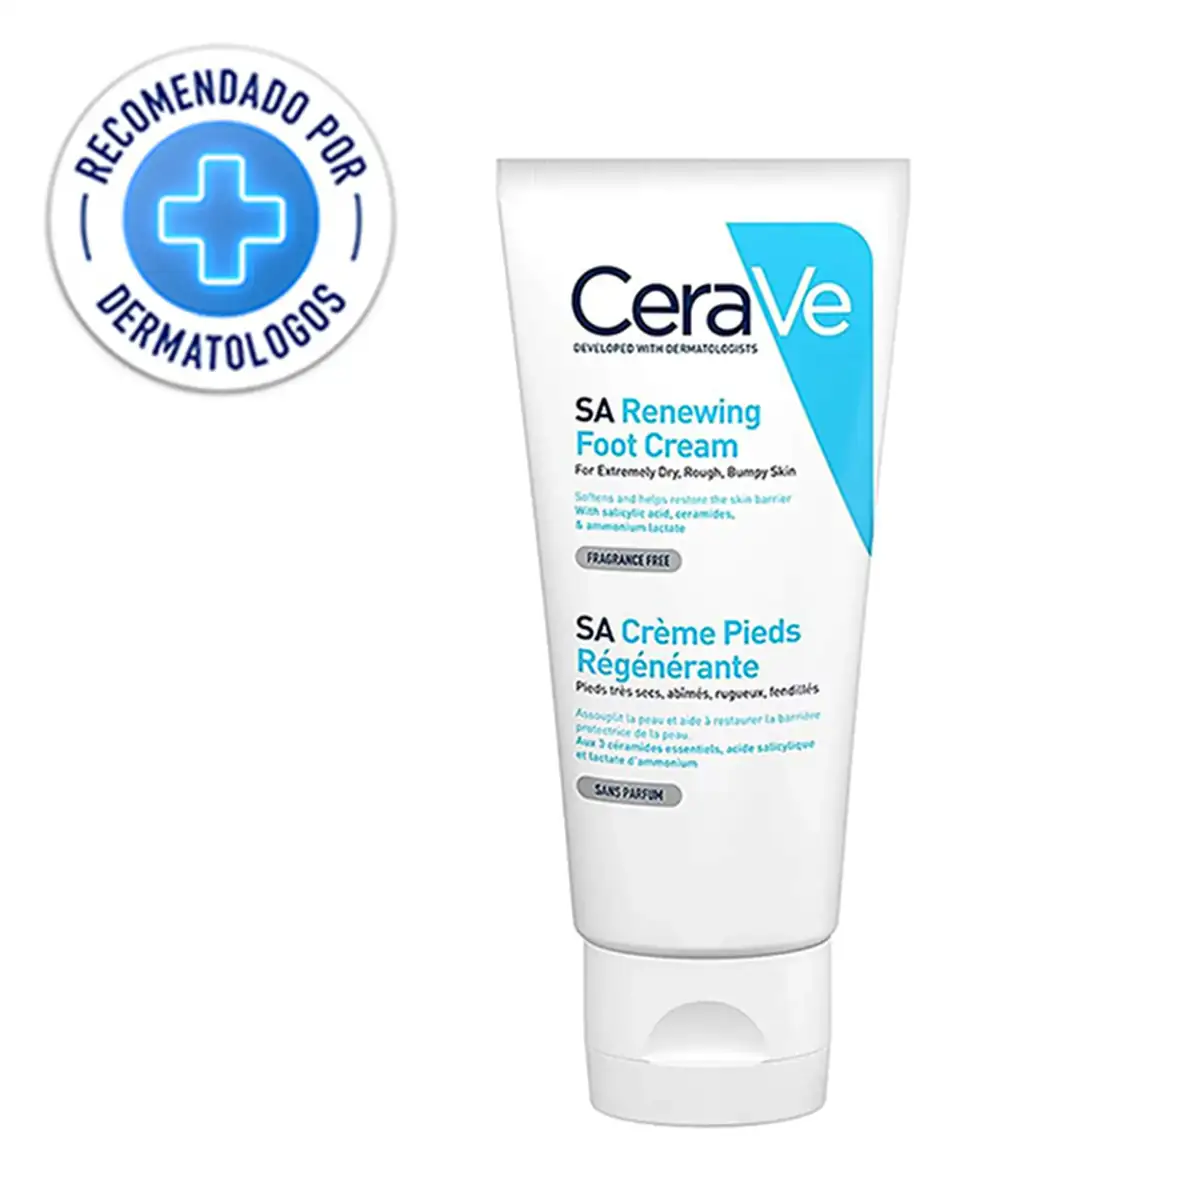 RECOMENDADO POR
DERMATOLOGOS
CeraVe
DEVELOPED WITH DERMATOLOGISTS
SA Renewing
Foot Cream
For Extremely Dry, Rough, Bumpy Skin
Softens and helps restore the skin barrier
With salicylic acid, ceramides,
& ammonium lactate
FRAGRANCE FREE
SA Crème Pieds
Régénérante
Pieds très secs, abîmés, rugueux, fendillés
Assouplit la peau et aide à restaurer la barrière
protectrice de la peau.
Aux 3 céramides essentiels, acide salicylique
et lactate d'ammonium
SANS PARFUM